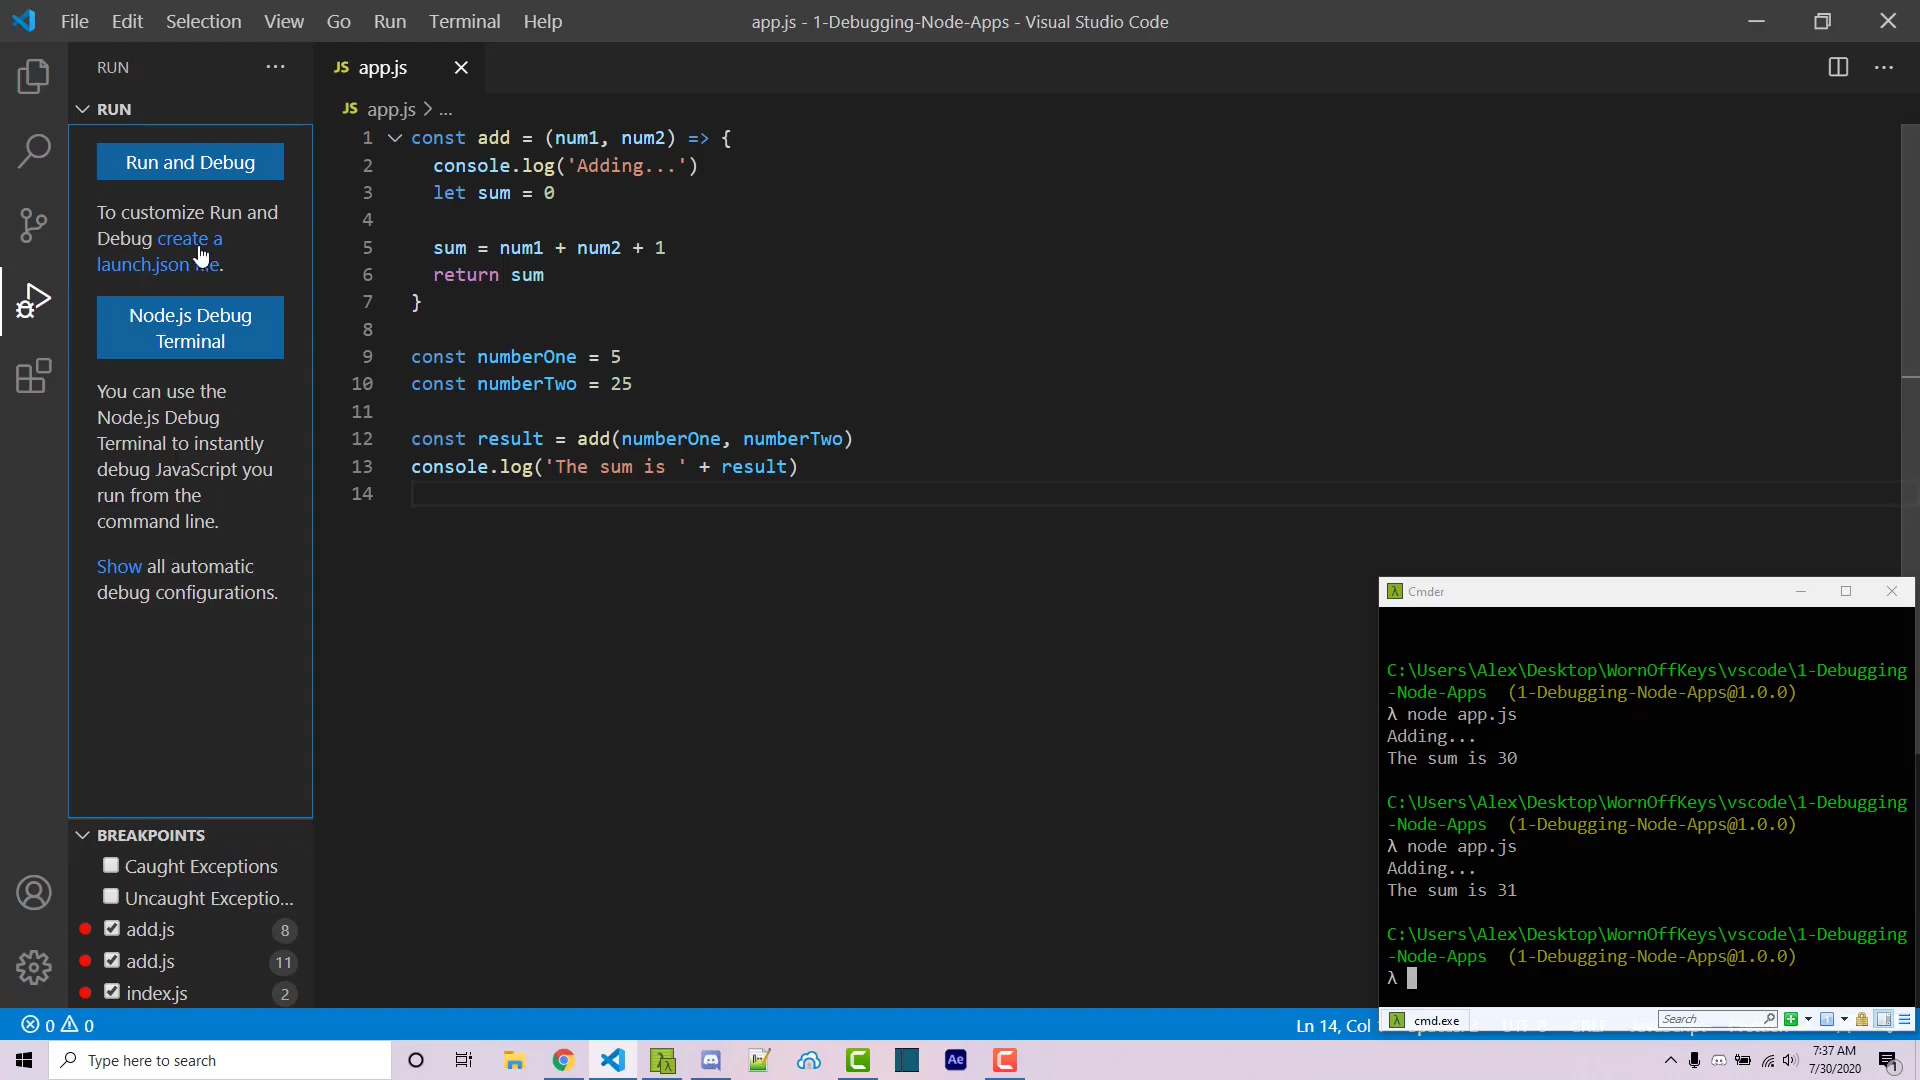 File Edit Selection View Go Run Terminal Help
app.js - 1-Debugging-Node-Apps - Visual Studio Code
RUN
RUN
Run and Debug
To customize Run and
Debug create a
launch.json file.
Node.js Debug
Terminal
You can use the
Node.js Debug
Terminal to instantly
debug JavaScript you
run from the
command line.
Show all automatic
debug configurations.
BREAKPOINTS
Caught Exceptions
Uncaught Exceptio...
add.js 8
add.js 11
index.js 2
JS app.js
JS app.js > ...
1 const add = (num1, num2) => {
2 console.log('Adding...')
3 let sum = 0
4
5 sum = num1 + num2 + 1
6 return sum
7 }
8
9 const numberOne = 5
10 const numberTwo = 25
11
12 const result = add(numberOne, numberTwo)
13 console.log('The sum is ' + result)
14
Cmder
C:\Users\Alex\Desktop\WornOffKeys\vscode\1-Debugging
-Node-Apps (1-Debugging-Node-Apps@1.0.0)
λ node app.js
Adding...
The sum is 30
C:\Users\Alex\Desktop\WornOffKeys\vscode\1-Debugging
-Node-Apps (1-Debugging-Node-Apps@1.0.0)
λ node app.js
Adding...
The sum is 31
C:\Users\Alex\Desktop\WornOffKeys\vscode\1-Debugging
-Node-Apps (1-Debugging-Node-Apps@1.0.0)
λ
cmd.exe
Search
0 0
Ln 14, Col
Type here to search
Ae
7:37 AM
7/30/2020
1